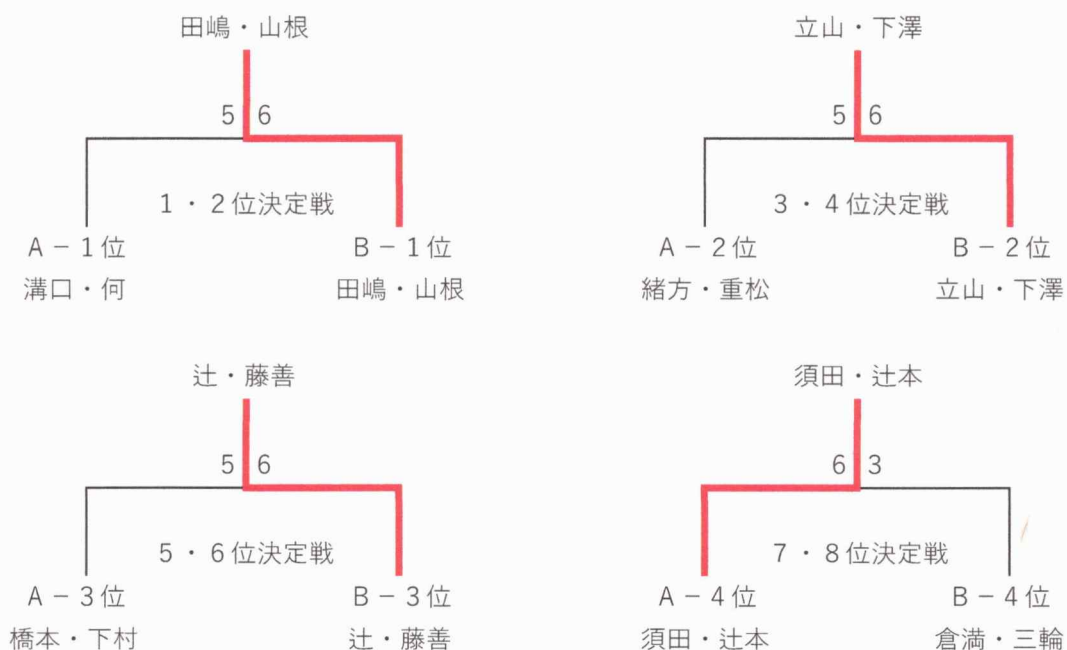 田嶋・山根
5 6
1・2位決定戦
A－1位 B－1位
溝口・何 田嶋・山根
立山・下澤
5 6
3・4位決定戦
A－2位 B－2位
緒方・重松 立山・下澤
辻・藤善
5 6
5・6位決定戦
A－3位 B－3位
橋本・下村 辻・藤善
須田・辻本
6 3
7・8位決定戦
A－4位 B－4位
須田・辻本 倉満・三輪